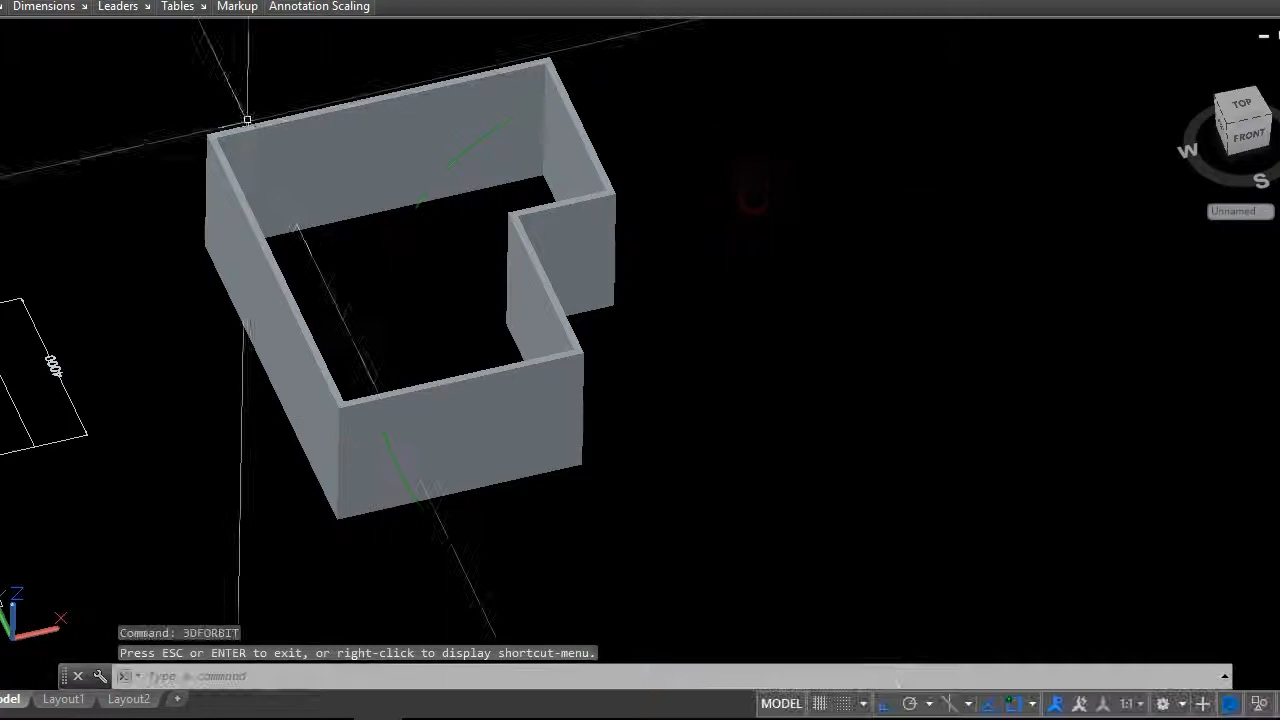 Dimensions Leaders Tables Markup Annotation Scaling
TOP
FRONT
W
S
Unnamed
4000
Z
X
Command: 3DFORBIT
Press ESC or ENTER to exit, or right-click to display shortcut-menu.
Type a command
Layout1 Layout2 +
MODEL
1:1